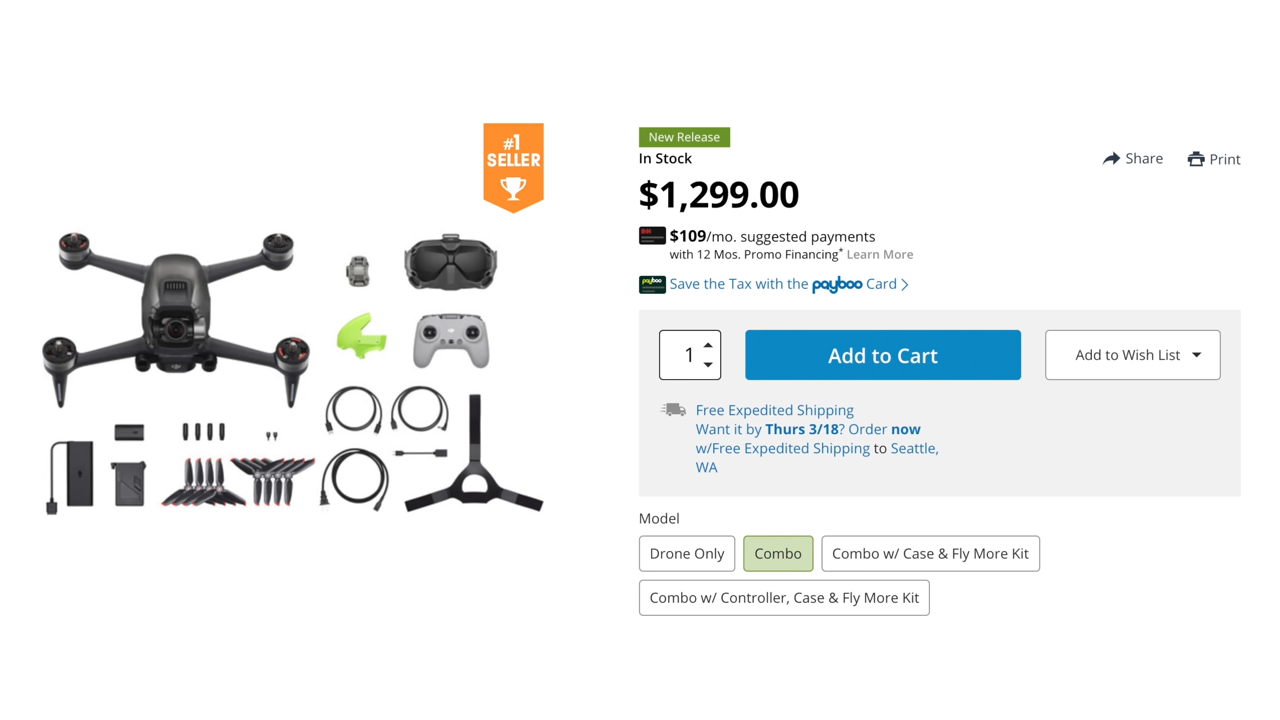 #1
SELLER
New Release
In Stock
Share
Print
$1,299.00
$109/mo. suggested payments
with 12 Mos. Promo Financing* Learn More
payboo
Save the Tax with the payboo Card
1
Add to Cart
Add to Wish List
Free Expedited Shipping
Want it by Thurs 3/18? Order now
w/Free Expedited Shipping to Seattle,
WA
Model
Drone Only
Combo
Combo w/ Case & Fly More Kit
Combo w/ Controller, Case & Fly More Kit